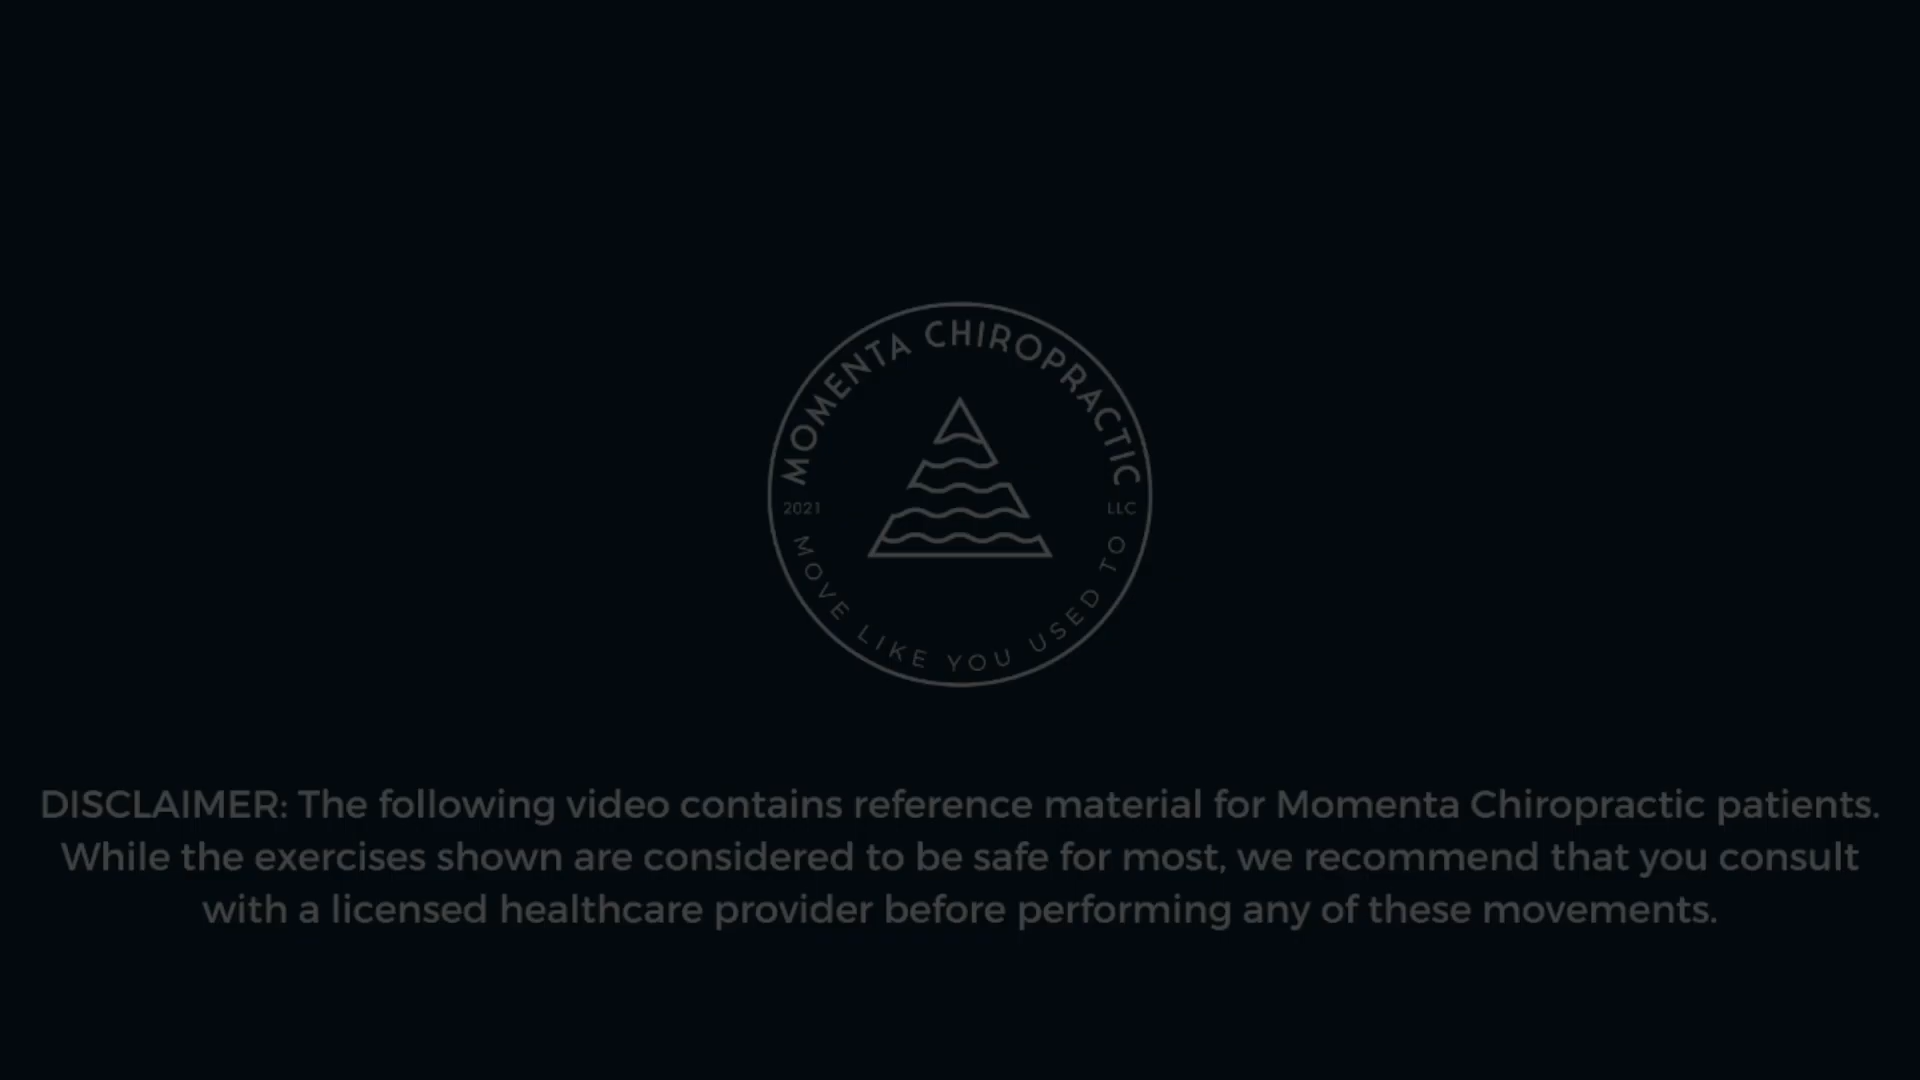 MOMENTA CHIROPRACTIC
2021
LLC
MOVE LIKE YOU USED TO
DISCLAIMER: The following video contains reference material for Momenta Chiropractic patients.
While the exercises shown are considered to be safe for most, we recommend that you consult
with a licensed healthcare provider before performing any of these movements.